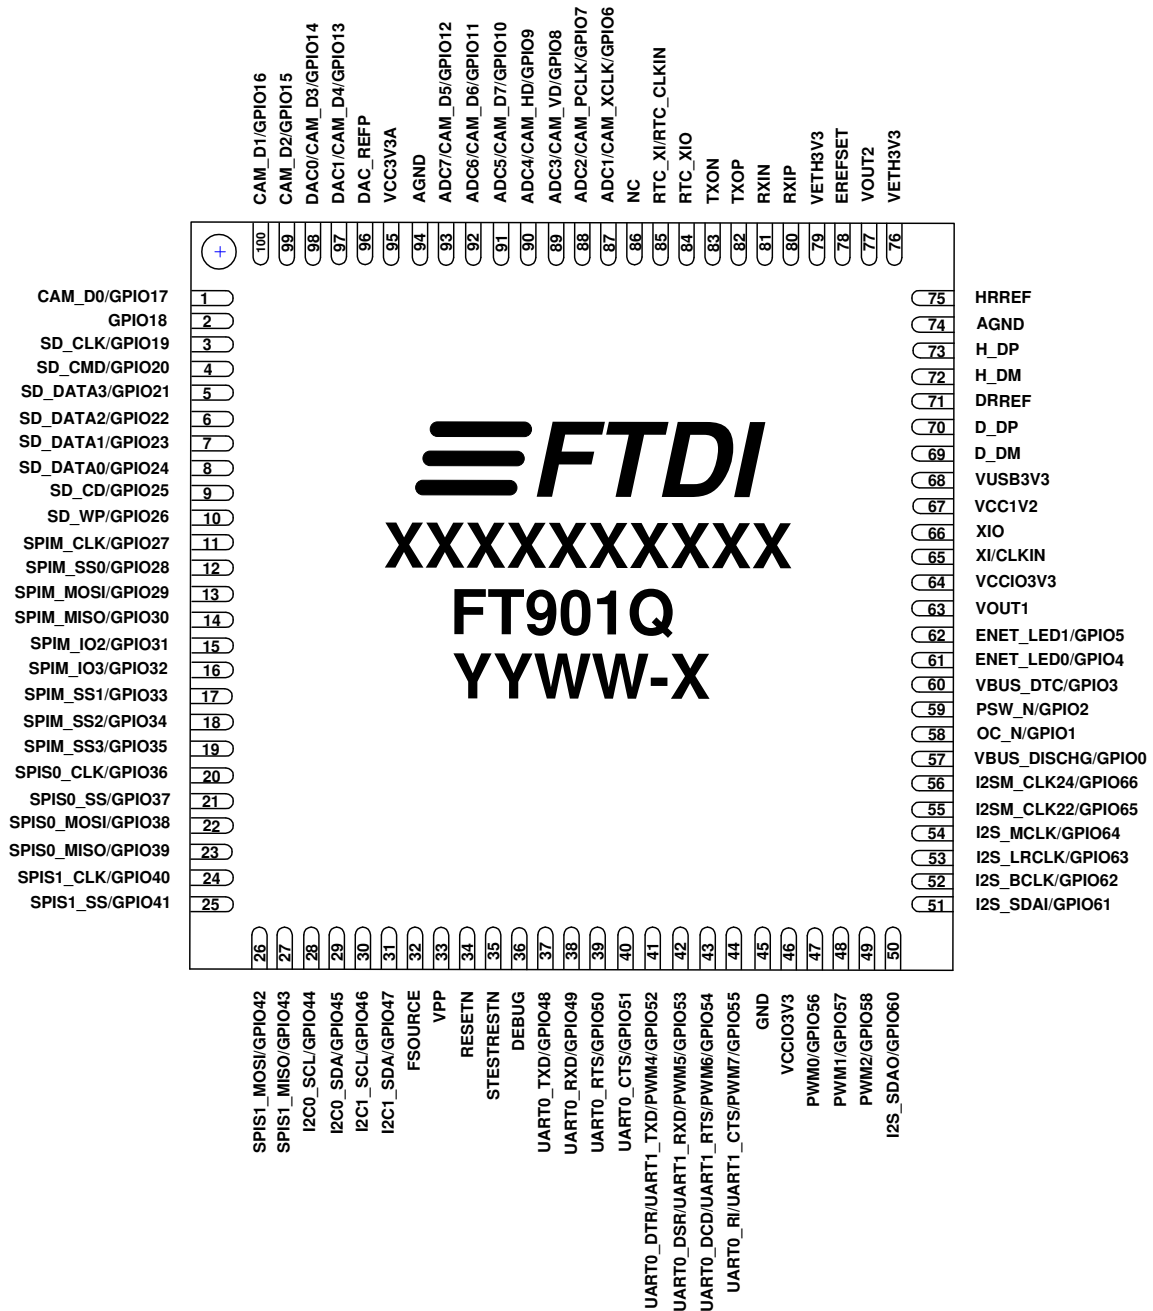 CAM_D1/GPIO16
CAM_D2/GPIO15
DAC0/CAM_D3/GPIO14
DAC1/CAM_D4/GPIO13
DAC_REFP
VCC3V3A
AGND
ADC7/CAM_D5/GPIO12
ADC6/CAM_D6/GPIO11
ADC5/CAM_D7/GPIO10
ADC4/CAM_HD/GPIO9
ADC3/CAM_VD/GPIO8
ADC2/CAM_PCLK/GPIO7
ADC1/CAM_XCLK/GPIO6
NC
RTC_XI/RTC_CLKIN
RTC_XIO
TXON
TXOP
RXIN
RXIP
VETH3V3
EREFSET
VOUT2
VETH3V3
100 99 98 97 96 95 94 93 92 91 90 89 88 87 86 85 84 83 82 81 80 79 78 77 76
CAM_D0/GPIO17 1
GPIO18 2
SD_CLK/GPIO19 3
SD_CMD/GPIO20 4
SD_DATA3/GPIO21 5
SD_DATA2/GPIO22 6
SD_DATA1/GPIO23 7
SD_DATA0/GPIO24 8
SD_CD/GPIO25 9
SD_WP/GPIO26 10
SPIM_CLK/GPIO27 11
SPIM_SS0/GPIO28 12
SPIM_MOSI/GPIO29 13
SPIM_MISO/GPIO30 14
SPIM_IO2/GPIO31 15
SPIM_IO3/GPIO32 16
SPIM_SS1/GPIO33 17
SPIM_SS2/GPIO34 18
SPIM_SS3/GPIO35 19
SPIS0_CLK/GPIO36 20
SPIS0_SS/GPIO37 21
SPIS0_MOSI/GPIO38 22
SPIS0_MISO/GPIO39 23
SPIS1_CLK/GPIO40 24
SPIS1_SS/GPIO41 25
FTDI
XXXXXXXXXX
FT901Q
YYWW-X
75 HRREF
74 AGND
73 H_DP
72 H_DM
71 DRREF
70 D_DP
69 D_DM
68 VUSB3V3
67 VCC1V2
66 XIO
65 XI/CLKIN
64 VCCIO3V3
63 VOUT1
62 ENET_LED1/GPIO5
61 ENET_LED0/GPIO4
60 VBUS_DTC/GPIO3
59 PSW_N/GPIO2
58 OC_N/GPIO1
57 VBUS_DISCHG/GPIO0
56 I2SM_CLK24/GPIO66
55 I2SM_CLK22/GPIO65
54 I2S_MCLK/GPIO64
53 I2S_LRCLK/GPIO63
52 I2S_BCLK/GPIO62
51 I2S_SDAI/GPIO61
26 27 28 29 30 31 32 33 34 35 36 37 38 39 40 41 42 43 44 45 46 47 48 49 50
SPIS1_MOSI/GPIO42
SPIS1_MISO/GPIO43
I2C0_SCL/GPIO44
I2C0_SDA/GPIO45
I2C1_SCL/GPIO46
I2C1_SDA/GPIO47
FSOURCE
VPP
RESETN
STESTRESTN
DEBUG
UART0_TXD/GPIO48
UART0_RXD/GPIO49
UART0_RTS/GPIO50
UART0_CTS/GPIO51
UART0_DTR/UART1_TXD/PWM4/GPIO52
UART0_DSR/UART1_RXD/PWM5/GPIO53
UART0_DCD/UART1_RTS/PWM6/GPIO54
UART0_RI/UART1_CTS/PWM7/GPIO55
GND
VCCIO3V3
PWM0/GPIO56
PWM1/GPIO57
PWM2/GPIO58
I2S_SDAO/GPIO60